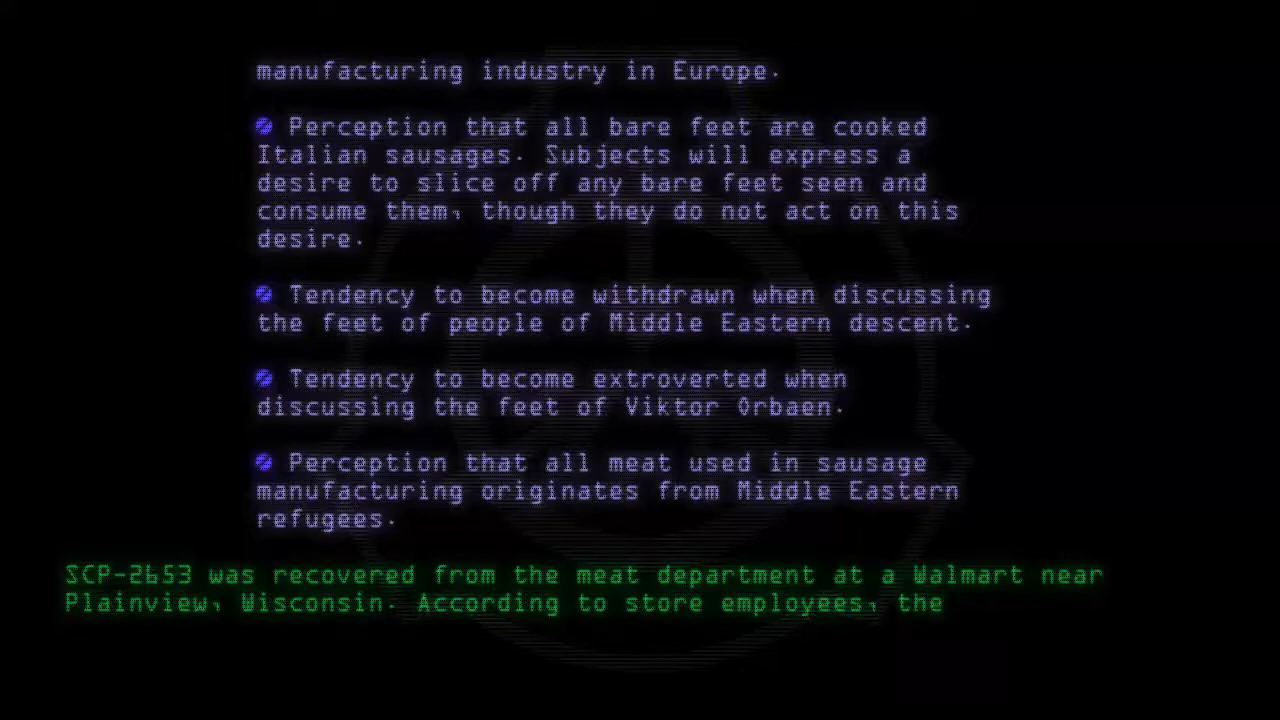 manufacturing industry in Europe.
Perception that all bare feet are cooked
Italian sausages. Subjects will express a
desire to slice off any bare feet seen and
consume them, though they do not act on this
desire.
Tendency to become withdrawn when discussing
the feet of people of Middle Eastern descent.
Tendency to become extroverted when
discussing the feet of Viktor Orbaen.
Perception that all meat used in sausage
manufacturing originates from Middle Eastern
refugees.
SCP-2653 was recovered from the meat department at a Walmart near
Plainview, Wisconsin. According to store employees, the